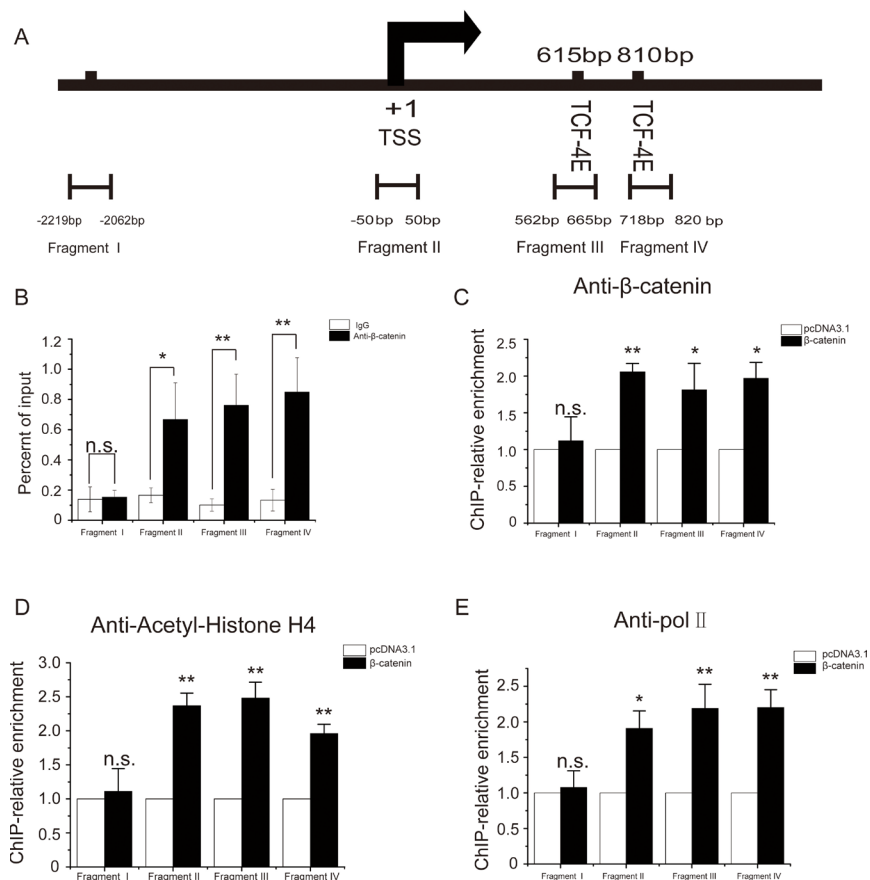 A
615bp 810bp
+1
TSS
TCF-4E
TCF-4E
-2219bp -2062bp
-50bp 50bp
562bp 665bp
718bp 820 bp
Fragment I
Fragment II
Fragment III
Fragment IV
B
IgG
Anti-β-catenin
Percernt of input
1.2
1.0
0.8
0.6
0.4
0.2
0
n.s.
*
**
**
Fragment I Fragment II Fragment III Fragment IV
C
Anti-β-catenin
pcDNA3.1
β-catenin
ChIP-relative enrichment
2.5
2.0
1.5
1.0
0.5
0
n.s.
**
*
*
Fragment I Fragment II Fragment III Fragment IV
D
Anti-Acetyl-Histone H4
pcDNA3.1
β-catenin
ChIP-relative enrichment
3.0
2.5
2.0
1.5
1.0
0.5
0
n.s.
**
**
**
Fragment I Fragment II Fragment III Fragment IV
E
Anti-pol Ⅱ
pcDNA3.1
β-catenin
ChIP-relative enrichment
2.5
2.0
1.5
1.0
0.5
0
n.s.
*
**
**
Fragment I Fragment II Fragment III Fragment IV